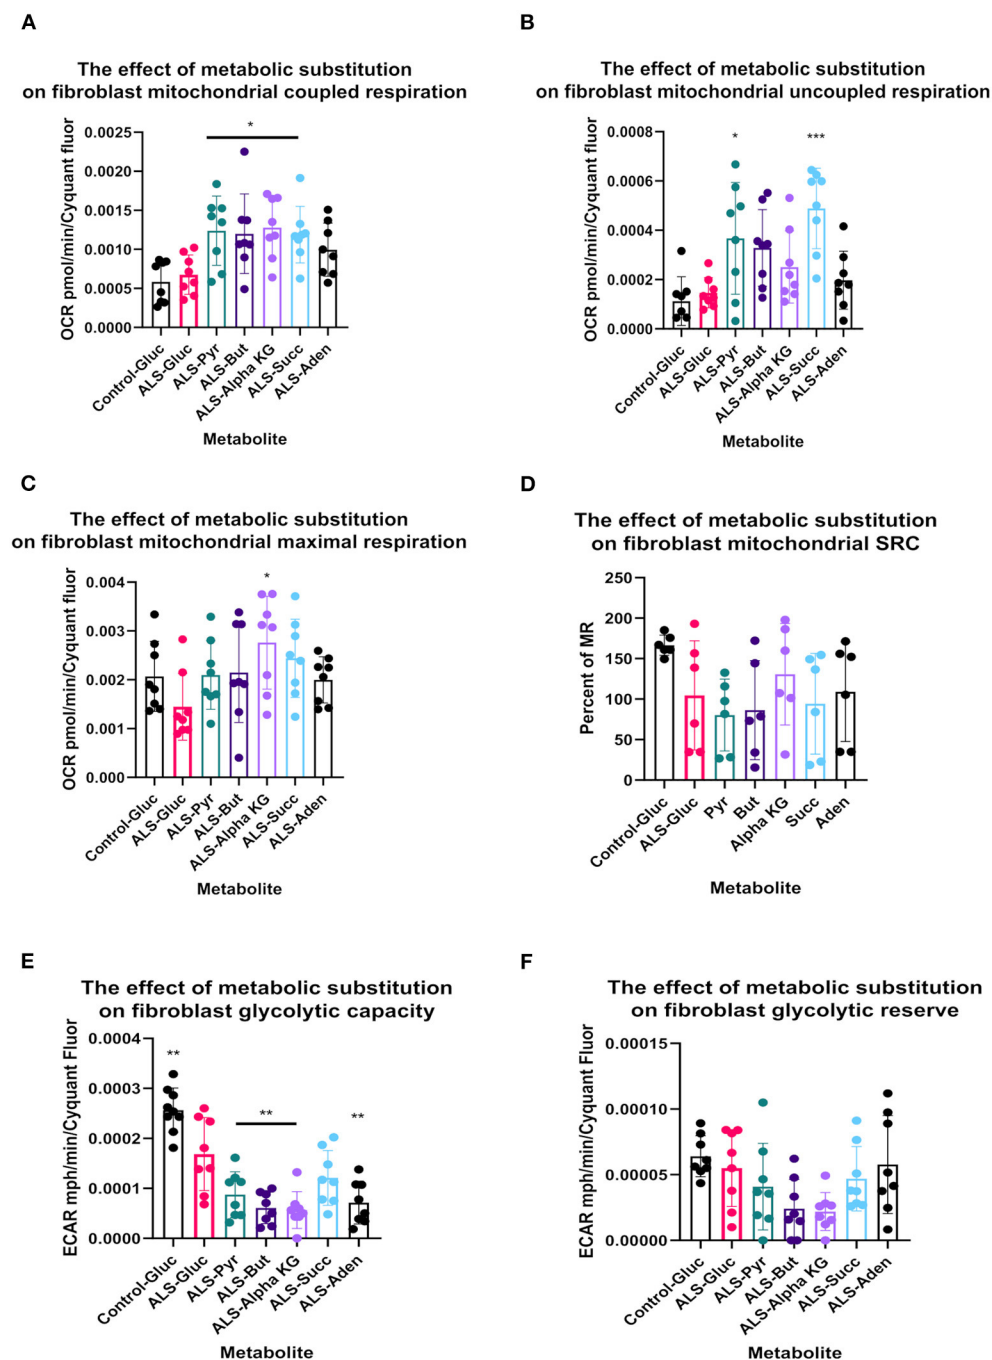 A
The effect of metabolic substitution
on fibroblast mitochondrial coupled respiration
OCR pmol/min/Cyquant fluor
0.0025
0.0020
0.0015
0.0010
0.0005
0.0000
*
Control-Gluc
ALS-Gluc
ALS-Pyr
ALS-But
ALS-Alpha KG
ALS-Succ
ALS-Aden
Metabolite
B
The effect of metabolic substitution
on fibroblast mitochondrial uncoupled respiration
OCR pmol/min/Cyquant fluor
0.0008
0.0006
0.0004
0.0002
0.0000
*
***
Control-Gluc
ALS-Gluc
ALS-Pyr
ALS-But
ALS-Alpha KG
ALS-Succ
ALS-Aden
Metabolite
C
The effect of metabolic substitution
on fibroblast mitochondrial maximal respiration
OCR pmol/min/Cyquant fluor
0.004
0.003
0.002
0.001
0.000
*
Control-Gluc
ALS-Gluc
ALS-Pyr
ALS-But
ALS-Alpha KG
ALS-Succ
ALS-Aden
Metabolite
D
The effect of metabolic substitution
on fibroblast mitochondrial SRC
Percent of MR
250
200
150
100
50
0
Control-Gluc
ALS-Gluc
Pyr
But
Alpha KG
Succ
Aden
Metabolite
E
The effect of metabolic substitution
on fibroblast glycolytic capacity
ECAR mph/min/Cyquant Fluor
0.0004
0.0003
0.0002
0.0001
0.0000
**
**
**
Control-Gluc
ALS-Gluc
ALS-Pyr
ALS-But
ALS-Alpha KG
ALS-Succ
ALS-Aden
Metabolite
F
The effect of metabolic substitution
on fibroblast glycolytic reserve
ECAR mph/min/Cyquant Fluor
0.00015
0.00010
0.00005
0.00000
Control-Gluc
ALS-Gluc
ALS-Pyr
ALS-But
ALS-Alpha KG
ALS-Succ
ALS-Aden
Metabolite